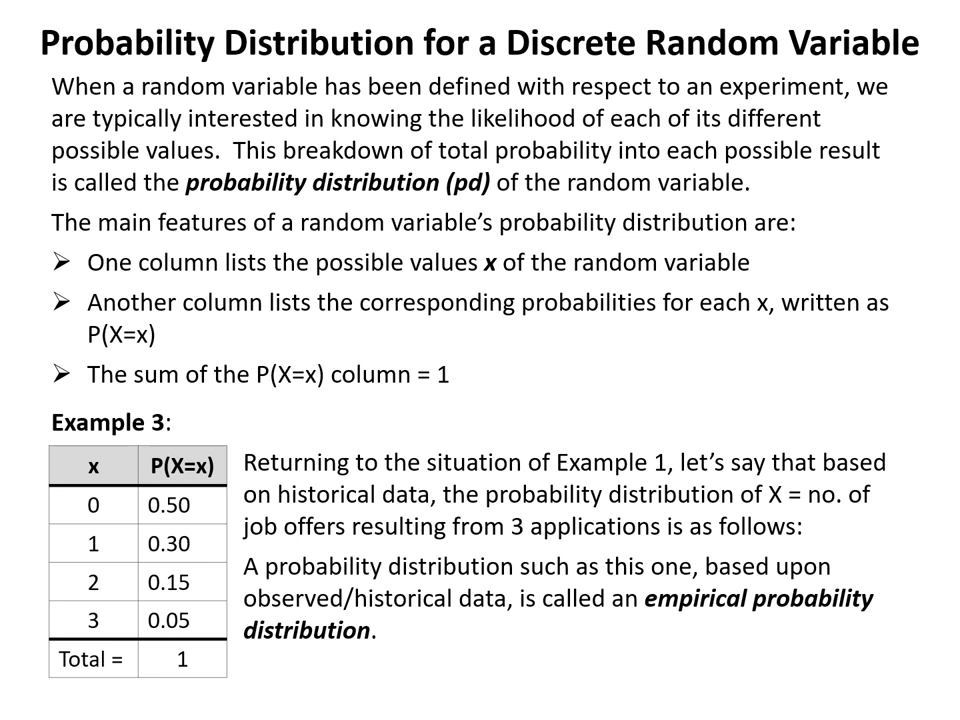 Probability Distribution for a Discrete Random Variable
When a random variable has been defined with respect to an experiment, we
are typically interested in knowing the likelihood of each of its different
possible values.  This breakdown of total probability into each possible result
is called the probability distribution (pd) of the random variable.
The main features of a random variable’s probability distribution are:
➢ One column lists the possible values x of the random variable
➢ Another column lists the corresponding probabilities for each x, written as
P(X=x)
➢ The sum of the P(X=x) column = 1
Example 3:
x P(X=x)
0 0.50
1 0.30
2 0.15
3 0.05
Total = 1
Returning to the situation of Example 1, let’s say that based
on historical data, the probability distribution of X = no. of
job offers resulting from 3 applications is as follows:
A probability distribution such as this one, based upon
observed/historical data, is called an empirical probability
distribution.